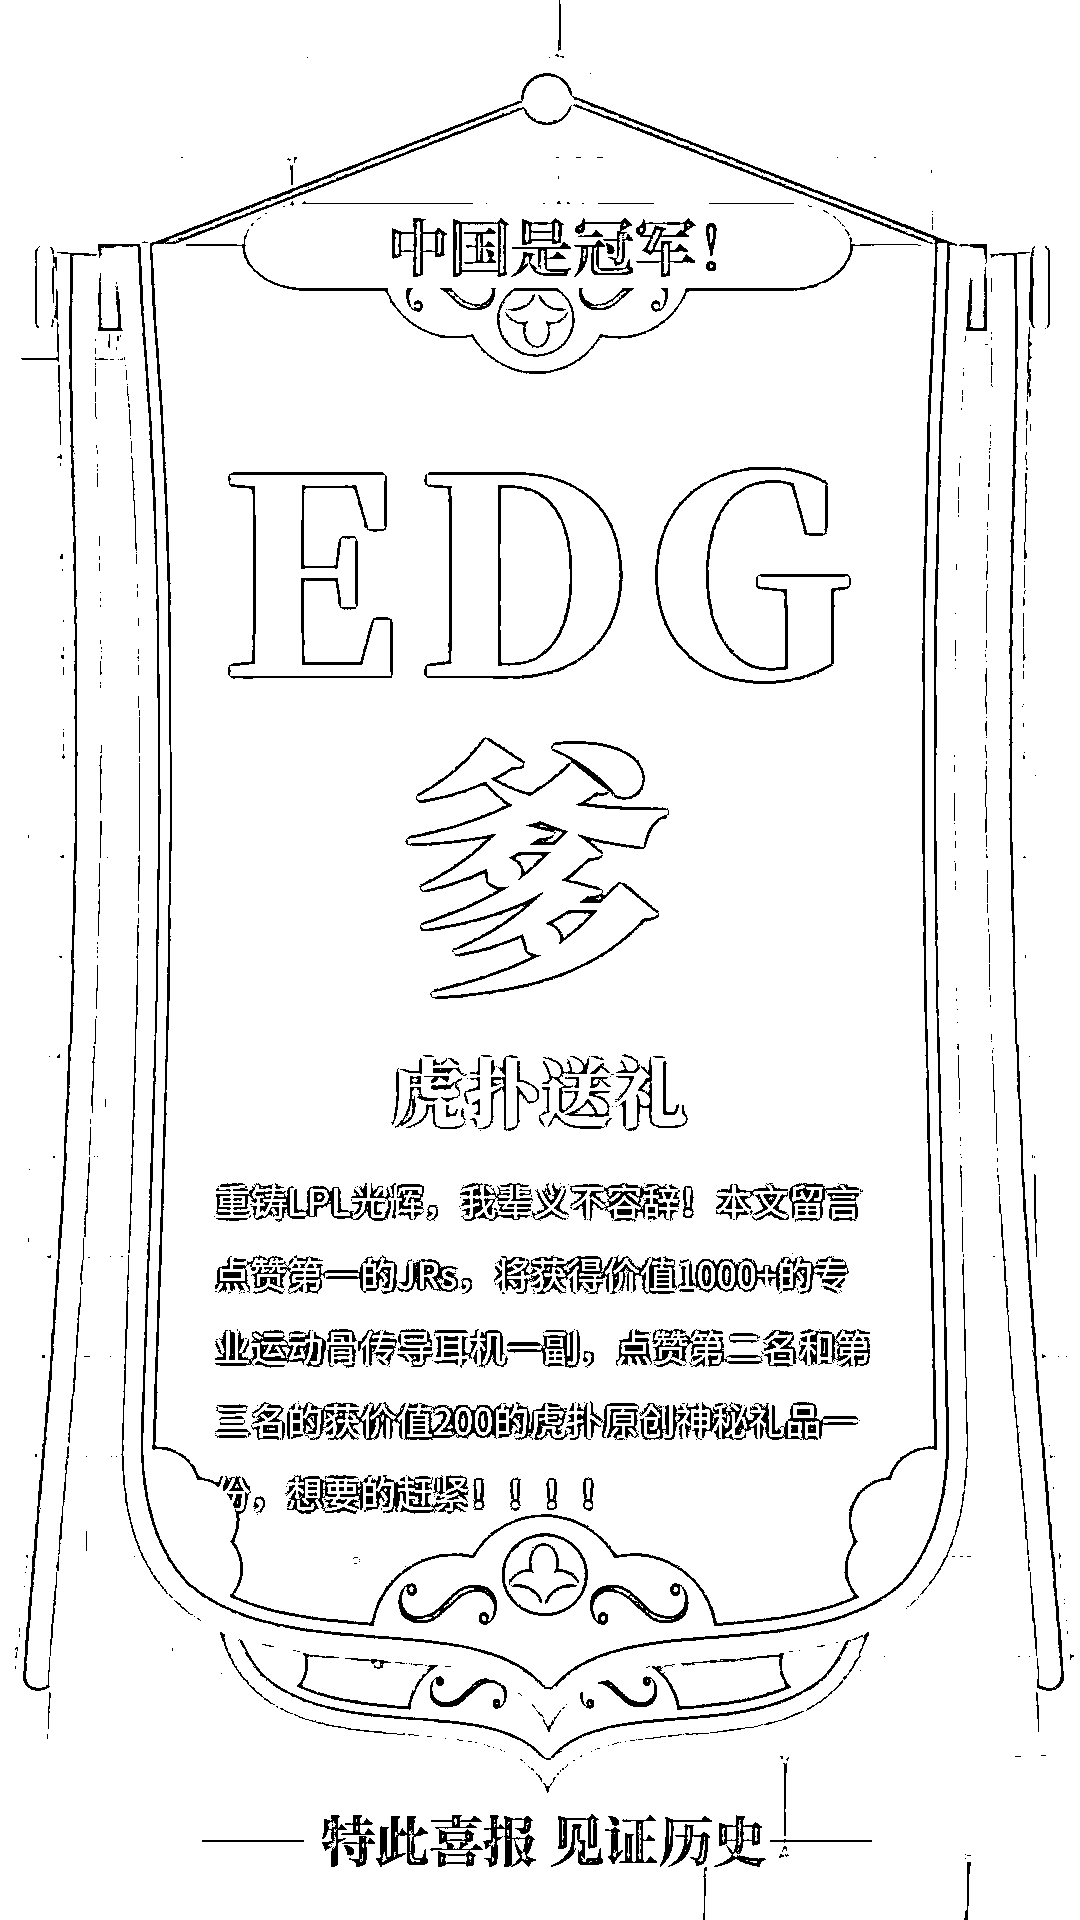 中国是冠军！
EDG
爹
虎扑送礼
重铸LPL光辉，我辈义不容辞！本文留言
点赞第一的JRs，将获得价值1000+的专
业运动骨传导耳机一副，点赞第二名和第
三名的获价值200的虎扑原创神秘礼品一
份，想要的赶紧！！！！
特此喜报 见证历史